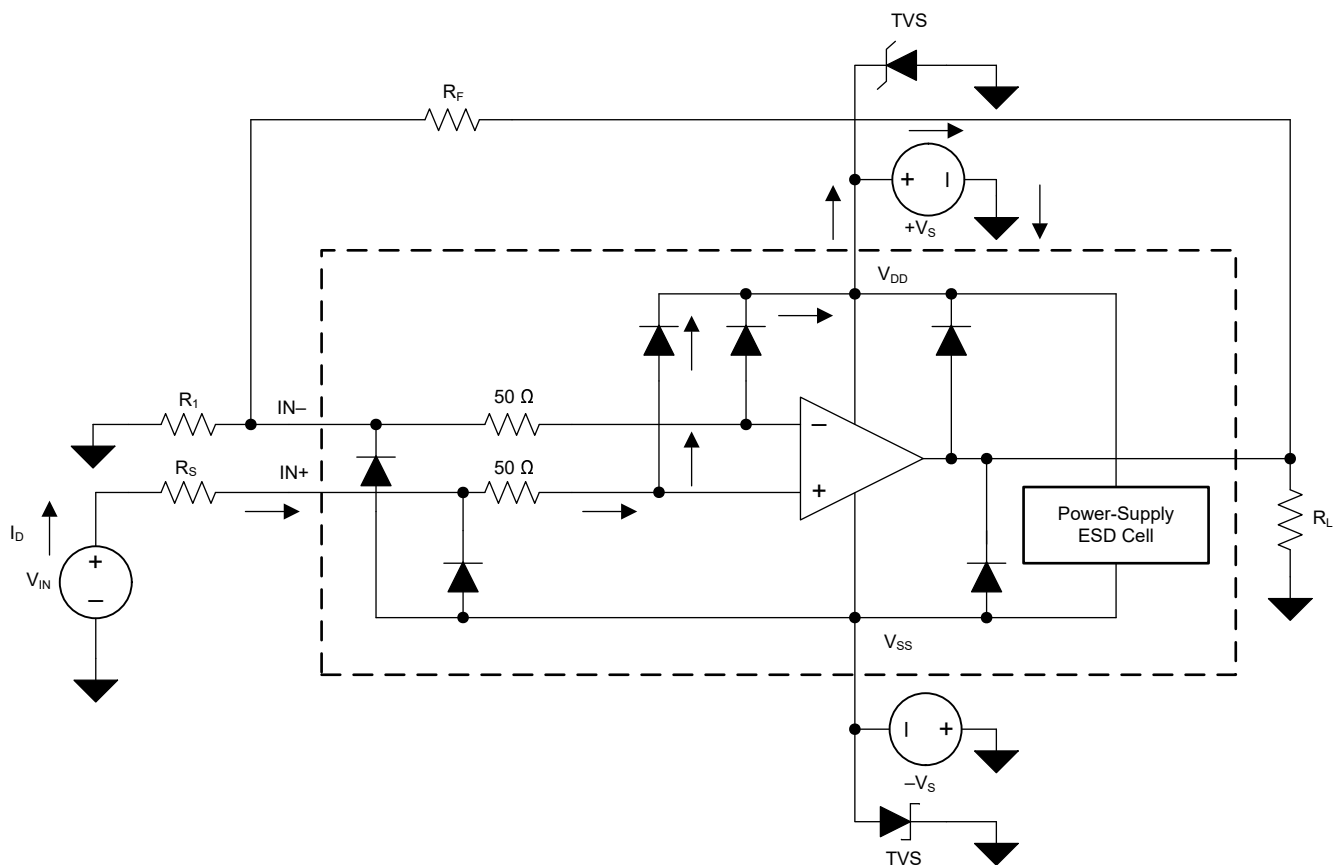 TVS
R_F
+ –
+V_S
V_DD
R_1
IN–
50 Ω
–
R_S
IN+
50 Ω
+
Power-Supply
ESD Cell
R_L
I_D
+
V_IN
–
V_SS
– +
–V_S
TVS